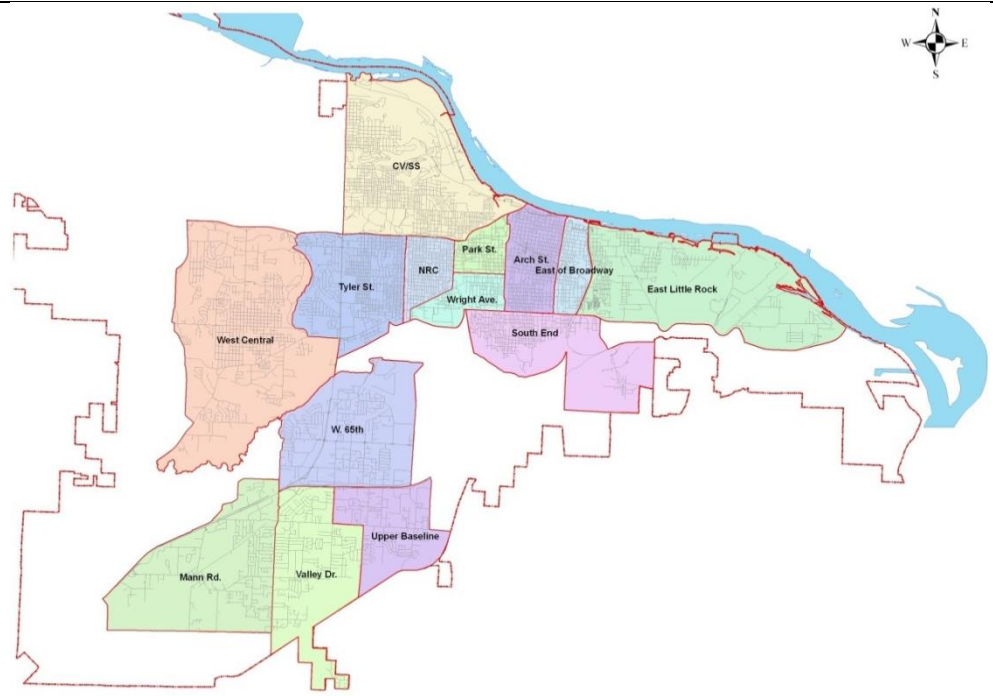 N
W E
S
CV/SS
Park St.
Arch St.
NRC
East of Broadway
Tyler St.
East Little Rock
Wright Ave.
South End
West Central
W. 65th
Upper Baseline
Valley Dr.
Mann Rd.